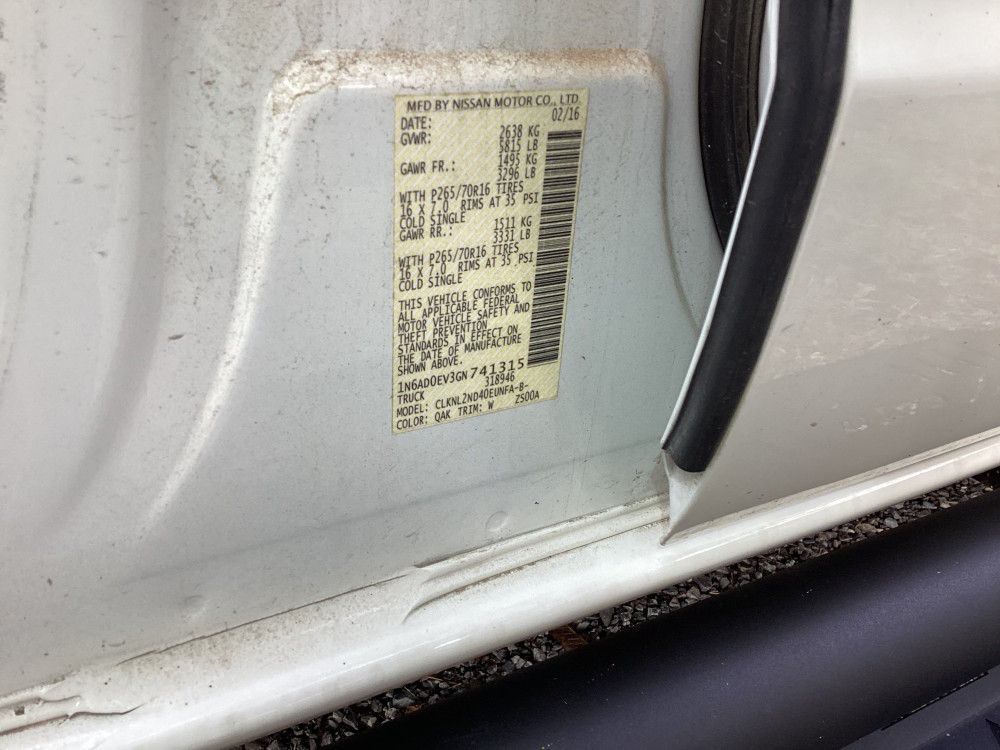 MFD BY NISSAN MOTOR CO., LTD.
DATE: 02/16
GVWR: 2638 KG
5815 LB
GAWR FR.: 1495 KG
3296 LB
WITH P265/70R16 TIRES
16 X 7.0 RIMS AT 35 PSI
COLD SINGLE
GAWR RR.: 1511 KG
3331 LB
WITH P265/70R16 TIRES
16 X 7.0 RIMS AT 35 PSI
COLD SINGLE
THIS VEHICLE CONFORMS TO
ALL APPLICABLE FEDERAL
MOTOR VEHICLE SAFETY AND
THEFT PREVENTION
STANDARDS IN EFFECT ON
THE DATE OF MANUFACTURE
SHOWN ABOVE.
1N6AD0EV3GN741315
TRUCK 318946
MODEL: CLKNL2ND40EUNFA-B-
COLOR: QAK TRIM: W ZS00A